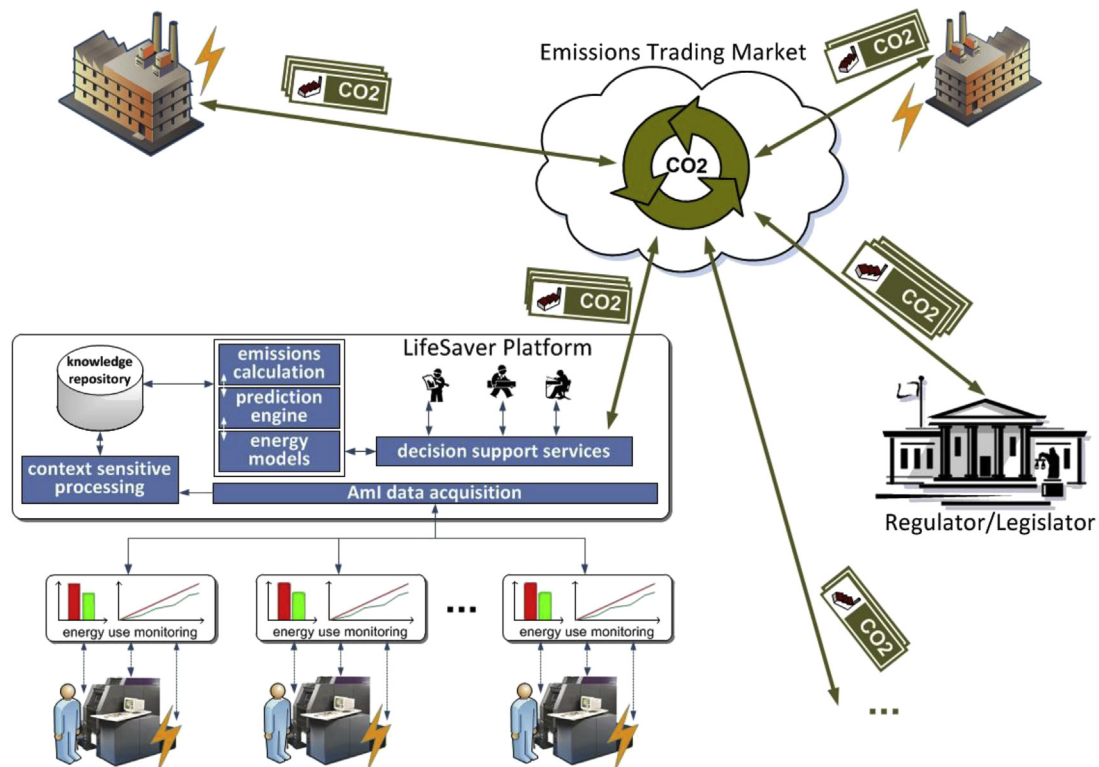 Emissions Trading Market
CO2
CO2
CO2
CO2
CO2
LifeSaver Platform
knowledge
repository
emissions
calculation
prediction
engine
energy
models
decision support services
context sensitive
processing
AmI data acquisition
Regulator/Legislator
energy use monitoring
energy use monitoring
...
energy use monitoring
CO2
...